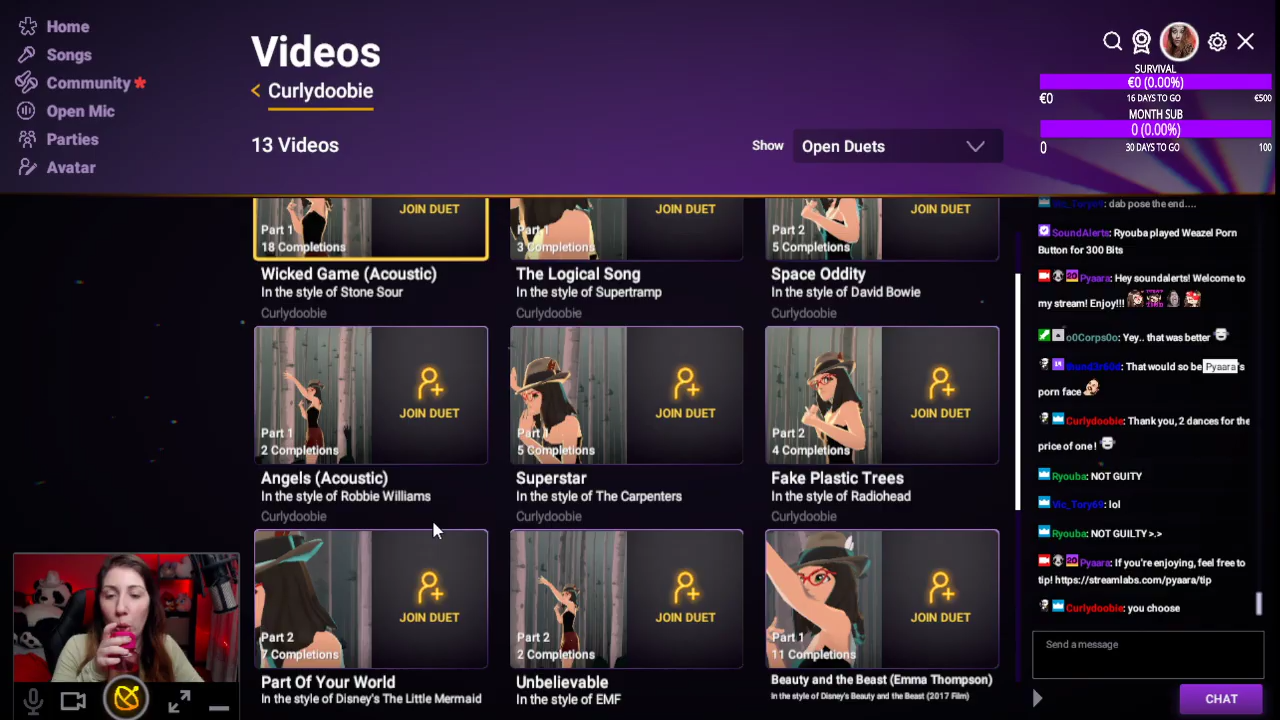 Home
Songs
Community *
Open Mic
Parties
Avatar
Videos
< Curlydoobie
13 Videos
Show Open Duets
SURVIVAL
€0 (0.00%)
€0 16 DAYS TO GO €500
MONTH SUB
0 (0.00%)
0 30 DAYS TO GO 100
JOIN DUET
Part 1
18 Completions
Wicked Game (Acoustic)
In the style of Stone Sour
Curlydoobie
JOIN DUET
Part 1
3 Completions
The Logical Song
In the style of Supertramp
Curlydoobie
JOIN DUET
Part 2
5 Completions
Space Oddity
In the style of David Bowie
Curlydoobie
JOIN DUET
Part 1
2 Completions
Angels (Acoustic)
In the style of Robbie Williams
Curlydoobie
JOIN DUET
Part
5 Completions
Superstar
In the style of The Carpenters
Curlydoobie
JOIN DUET
Part 2
4 Completions
Fake Plastic Trees
In the style of Radiohead
Curlydoobie
JOIN DUET
Part 2
7 Completions
Part Of Your World
In the style of Disney's The Little Mermaid
JOIN DUET
Part 2
2 Completions
Unbelievable
In the style of EMF
JOIN DUET
Part 1
11 Completions
Beauty and the Beast (Emma Thompson)
In the style of Disney's Beauty and the Beast (2017 Film)
dab pose the end....
SoundAlerts: Ryouba played Weazel Porn
Button for 300 Bits
Pyaara: Hey soundalerts! Welcome to
my stream! Enjoy!!!
o0Corps0o: Yey.. that was better
That would so be Pyaara's
porn face
Curlydoobie: Thank you, 2 dances for the
price of one!
Ryouba: NOT GUITY
Vic_Tory69: lol
Ryouba: NOT GUILTY >.>
Pyaara: If you're enjoying, feel free to
tip! https://streamlabs.com/pyaara/tip
Curlydoobie: you choose
Send a message
CHAT